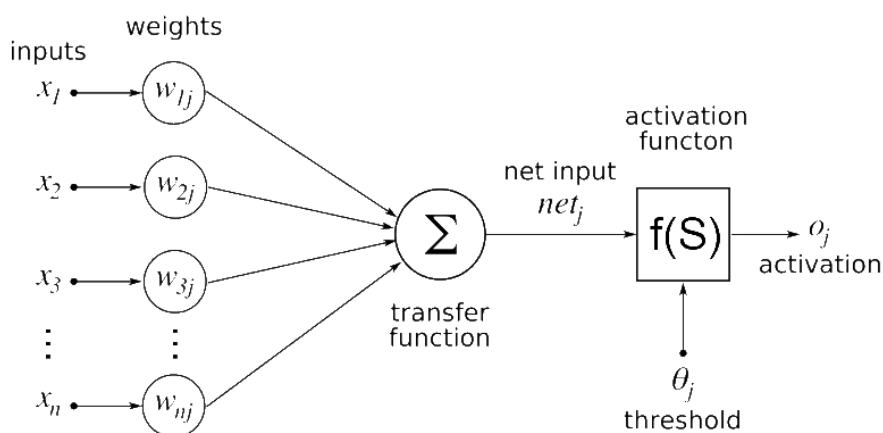 inputs
weights
x₁
w₁ⱼ
x₂
w₂ⱼ
x₃
w₃ⱼ
⋮
⋮
xₙ
wₙⱼ
Σ
transfer
function
net input
netⱼ
activation
functon
f(S)
oⱼ
activation
θⱼ
threshold